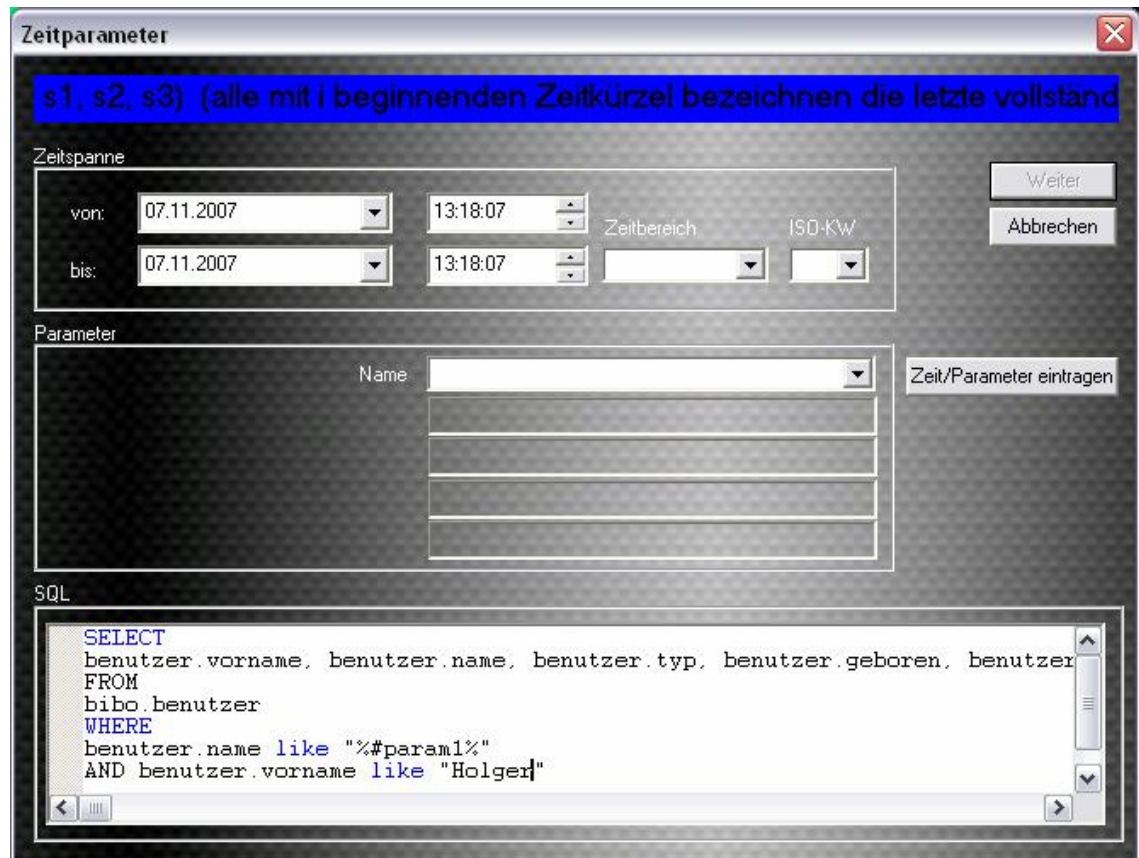 Zeitparameter
s1, s2, s3) (alle mit i beginnenden Zeitkürzel bezeichnen die letzte vollständ
Zeitspanne
von: 07.11.2007 13:18:07
Zeitbereich ISO-KW
bis: 07.11.2007 13:18:07
Weiter
Abbrechen
Parameter
Name
Zeit/Parameter eintragen
SQL
SELECT
benutzer.vorname, benutzer.name, benutzer.typ, benutzer.geboren, benutzer
FROM
bibo.benutzer
WHERE
benutzer.name like "%#param1%"
AND benutzer.vorname like "Holger"